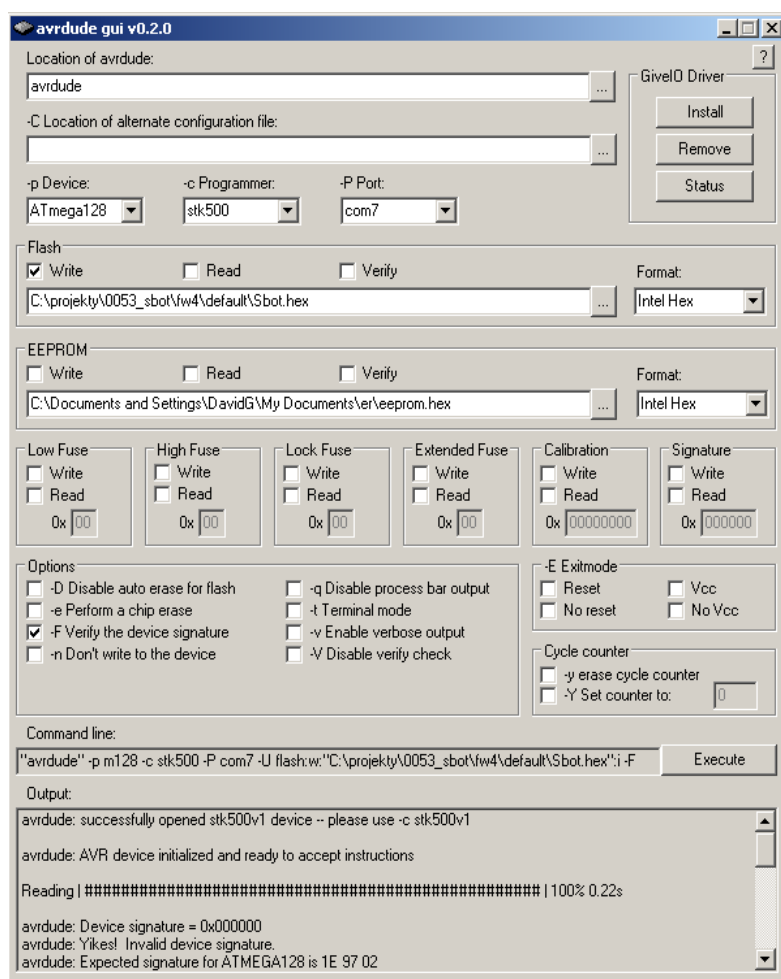 avrdude gui v0.2.0
Location of avrdude:
?
avrdude
...
GiveIO Driver
Install
-C Location of alternate configuration file:
...
Remove
-p Device:
-c Programmer:
-P Port:
Status
ATmega128
stk500
com7
Flash
Write
Read
Verify
Format:
C:\projekty\0053_sbot\fw4\default\Sbot.hex
...
Intel Hex
EEPROM
Write
Read
Verify
Format:
C:\Documents and Settings\DavidG\My Documents\er\eeprom.hex
...
Intel Hex
Low Fuse
Write
Read
0x 00
High Fuse
Write
Read
0x 00
Lock Fuse
Write
Read
0x 00
Extended Fuse
Write
Read
0x 00
Calibration
Write
Read
0x 00000000
Signature
Write
Read
0x 000000
Options
-D Disable auto erase for flash
-e Perform a chip erase
-F Verify the device signature
-n Don't write to the device
-q Disable process bar output
-t Terminal mode
-v Enable verbose output
-V Disable verify check
-E Exitmode
Reset
Vcc
No reset
No Vcc
Cycle counter
-y erase cycle counter
-Y Set counter to:
0
Command line:
"avrdude" -p m128 -c stk500 -P com7 -U flash:w:"C:\projekty\0053_sbot\fw4\default\Sbot.hex":i -F
Execute
Output:
avrdude: successfully opened stk500v1 device -- please use -c stk500v1
avrdude: AVR device initialized and ready to accept instructions
Reading | ################################################## | 100% 0.22s
avrdude: Device signature = 0x000000
avrdude: Yikes!  Invalid device signature.
avrdude: Expected signature for ATMEGA128 is 1E 97 02